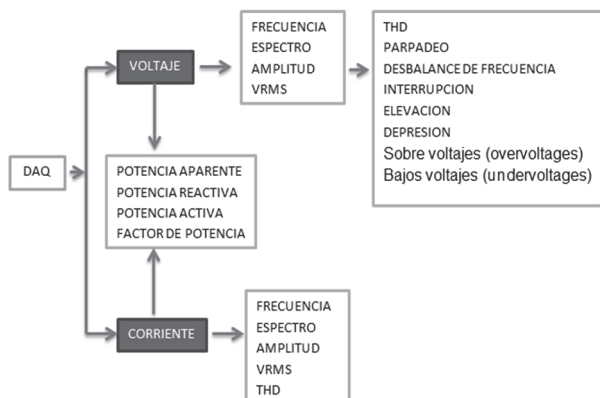 DAQ
VOLTAJE
FRECUENCIA
ESPECTRO
AMPLITUD
VRMS
THD
PARPADEO
DESBALANCE DE FRECUENCIA
INTERRUPCION
ELEVACION
DEPRESION
Sobre voltajes (overvoltages)
Bajos voltajes (undervoltages)
POTENCIA APARENTE
POTENCIA REACTIVA
POTENCIA ACTIVA
FACTOR DE POTENCIA
CORRIENTE
FRECUENCIA
ESPECTRO
AMPLITUD
VRMS
THD